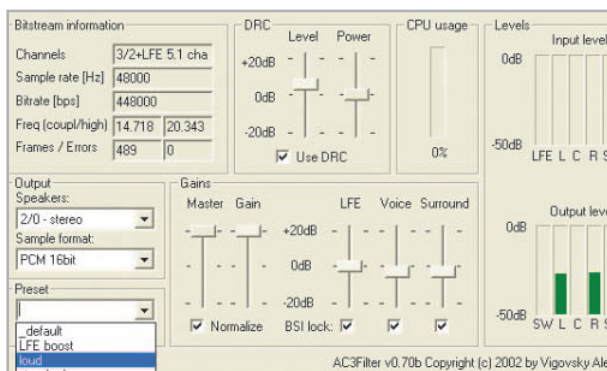 Bitstream information
Channels 3/2+LFE 5.1 cha
Sample rate [Hz] 48000
Bitrate [bps] 448000
Freq (coupl/high) 14.718 20.343
Frames / Errors 489 0
DRC
Level Power
+20dB
0dB
-20dB
Use DRC
CPU usage
0%
Levels
Input level
0dB
-50dB
LFE L C R S
Output
Speakers:
2/0 - stereo
Sample format:
PCM 16bit
Gains
Master Gain LFE Voice Surround
+20dB
0dB
-20dB
Normalize BSI lock:
Output leve
0dB
-50dB
SW L C R S
Preset
_default
LFE boost
loud
AC3Filter v0.70b Copyright (c) 2002 by Vigovsky Ale